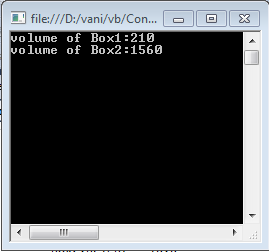 file:///D:/vani/vb/Con...
volume of Box1:210
volume of Box2:1560